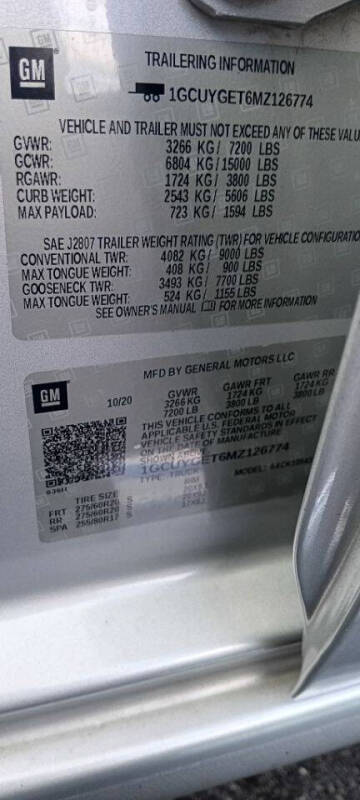 GM
TRAILERING INFORMATION
1GCUYGET6MZ126774
VEHICLE AND TRAILER MUST NOT EXCEED ANY OF THESE VALU
GVWR: 3266 KG / 7200 LBS
GCWR: 6804 KG / 15000 LBS
RGAWR: 1724 KG / 3800 LBS
CURB WEIGHT: 2543 KG / 5606 LBS
MAX PAYLOAD: 723 KG / 1594 LBS
SAE J2807 TRAILER WEIGHT RATING (TWR) FOR VEHICLE CONFIGURATIO
CONVENTIONAL TWR: 4082 KG / 9000 LBS
MAX TONGUE WEIGHT: 408 KG / 900 LBS
GOOSENECK TWR: 3493 KG / 7700 LBS
MAX TONGUE WEIGHT: 524 KG / 1155 LBS
SEE OWNER'S MANUAL FOR MORE INFORMATION
GM
MFD BY GENERAL MOTORS LLC
10/20
GVWR GAWR FRT GAWR RR
3266 KG 1724 KG 1724 KG
7200 LB 3800 LB 3800 LB
THIS VEHICLE CONFORMS TO ALL
APPLICABLE U.S. FEDERAL MOTOR
VEHICLE SAFETY STANDARDS IN EFFECT
ON THE DATE OF MANUFACTURE
SHOWN ABOVE
1GCUYGET6MZ126774
TYPE: TRUCK
TIRE SIZE RIM
FRT 275/60R20
RR 275/60R20
SPA 255/80R17